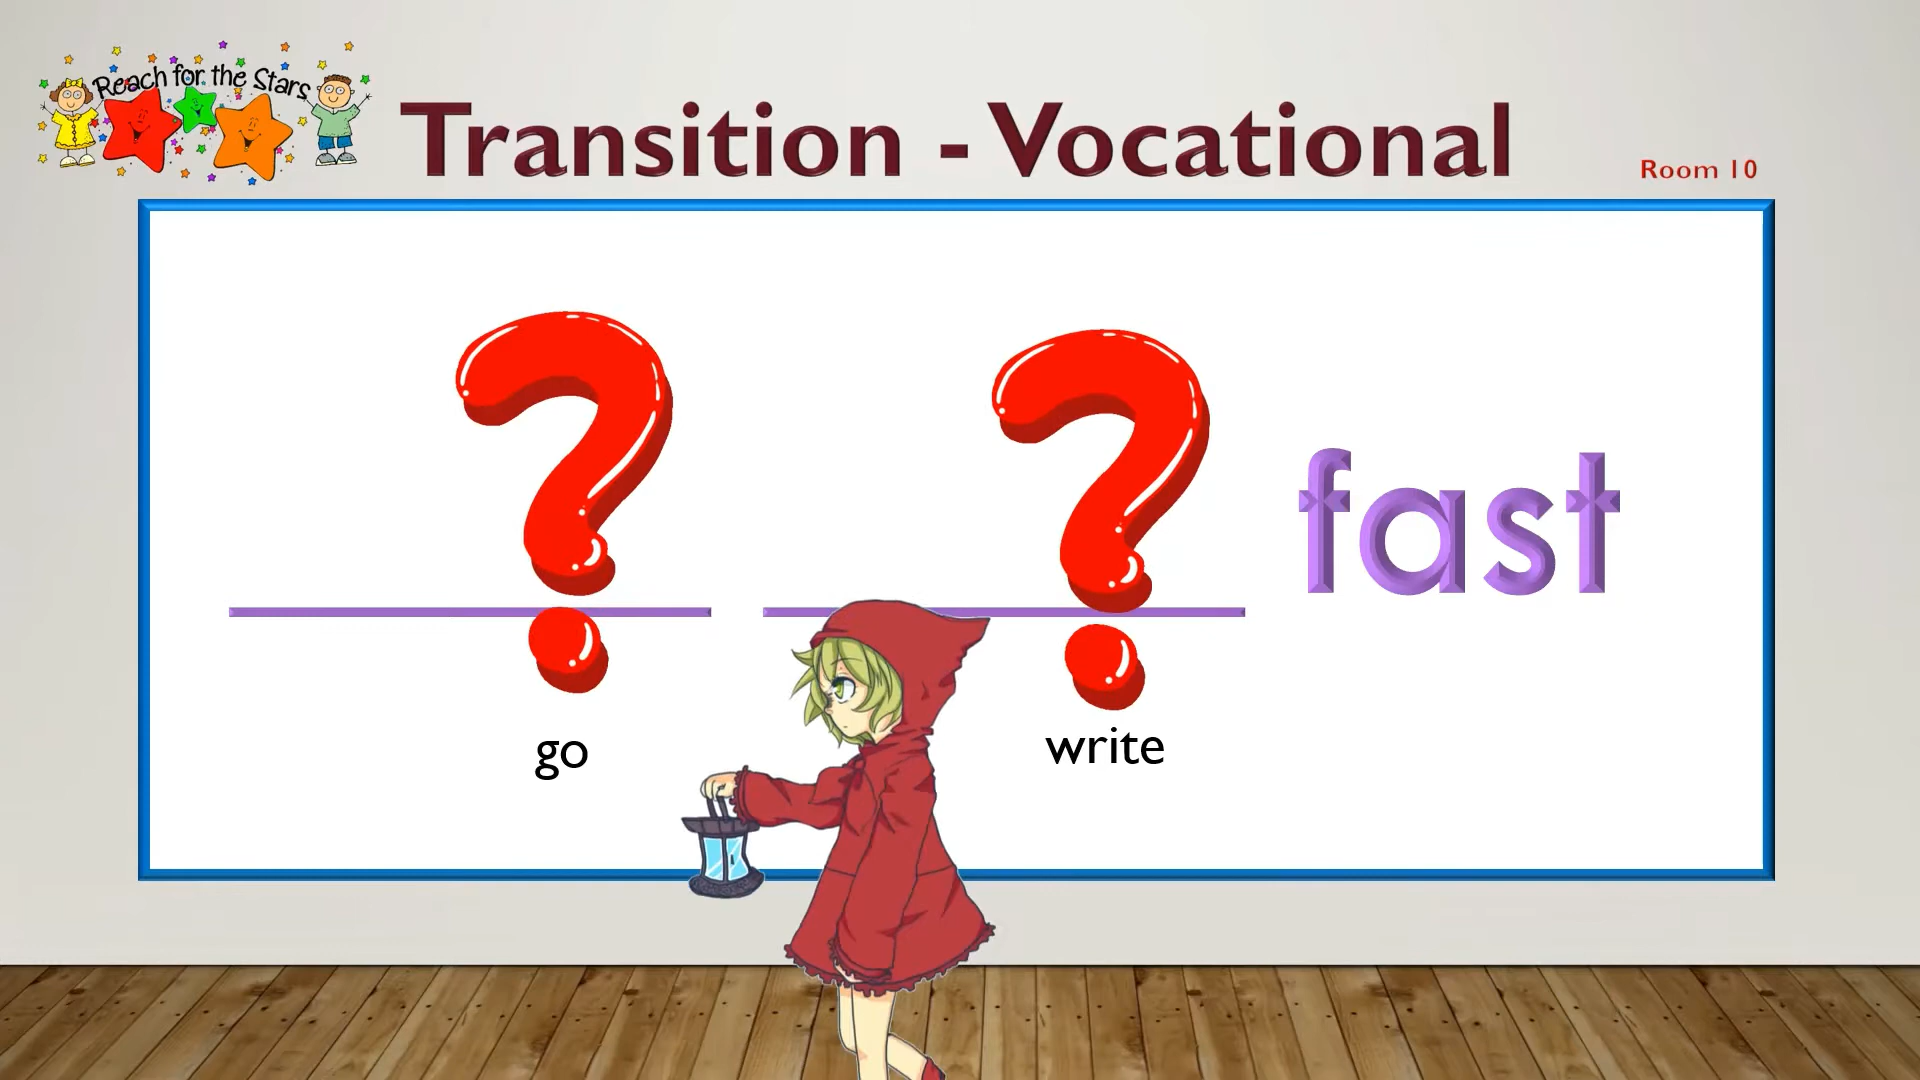 Reach for the Stars
Transition - Vocational
Room 10
? ? fast
go write